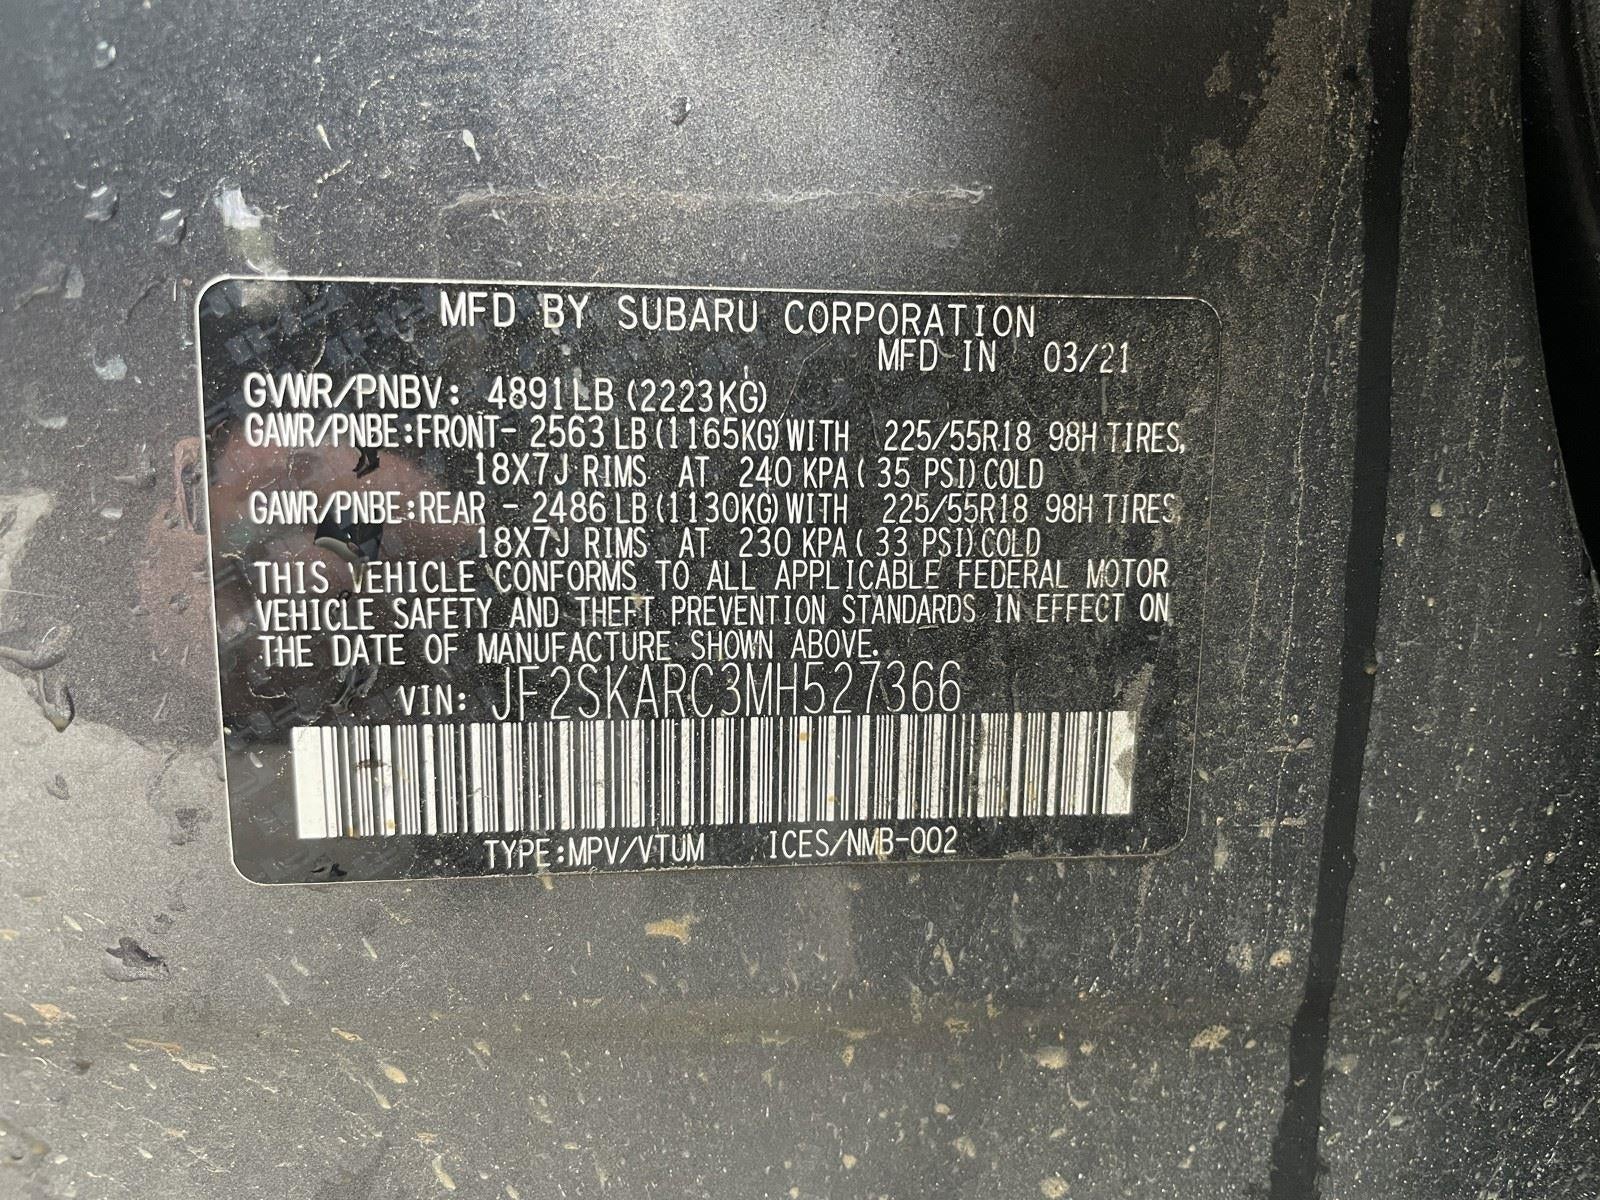 MFD BY SUBARU CORPORATION
MFD IN 03/21
GVWR/PNBV: 4891LB (2223KG)
GAWR/PNBE:FRONT- 2563 LB (1165KG) WITH 225/55R18 98H TIRES,
18X7J RIMS AT 240 KPA ( 35 PSI) COLD
GAWR/PNBE:REAR - 2486 LB (1130KG) WITH 225/55R18 98H TIRES,
18X7J RIMS AT 230 KPA ( 33 PSI) COLD
THIS VEHICLE CONFORMS TO ALL APPLICABLE FEDERAL MOTOR
VEHICLE SAFETY AND THEFT PREVENTION STANDARDS IN EFFECT ON
THE DATE OF MANUFACTURE SHOWN ABOVE.
VIN: JF2SKARC3MH527366
TYPE:MPV/VTUM ICES/NMB-002